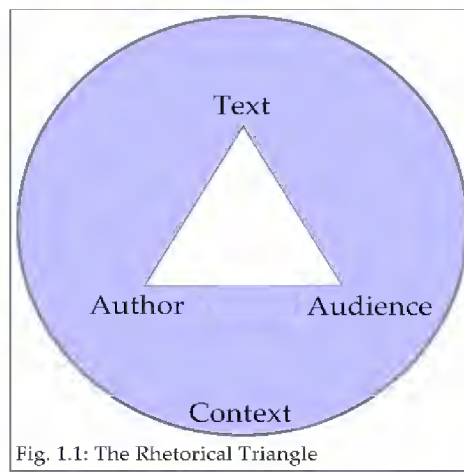 Text
Author Audience
Context
Fig. 1.1: The Rhetorical Triangle